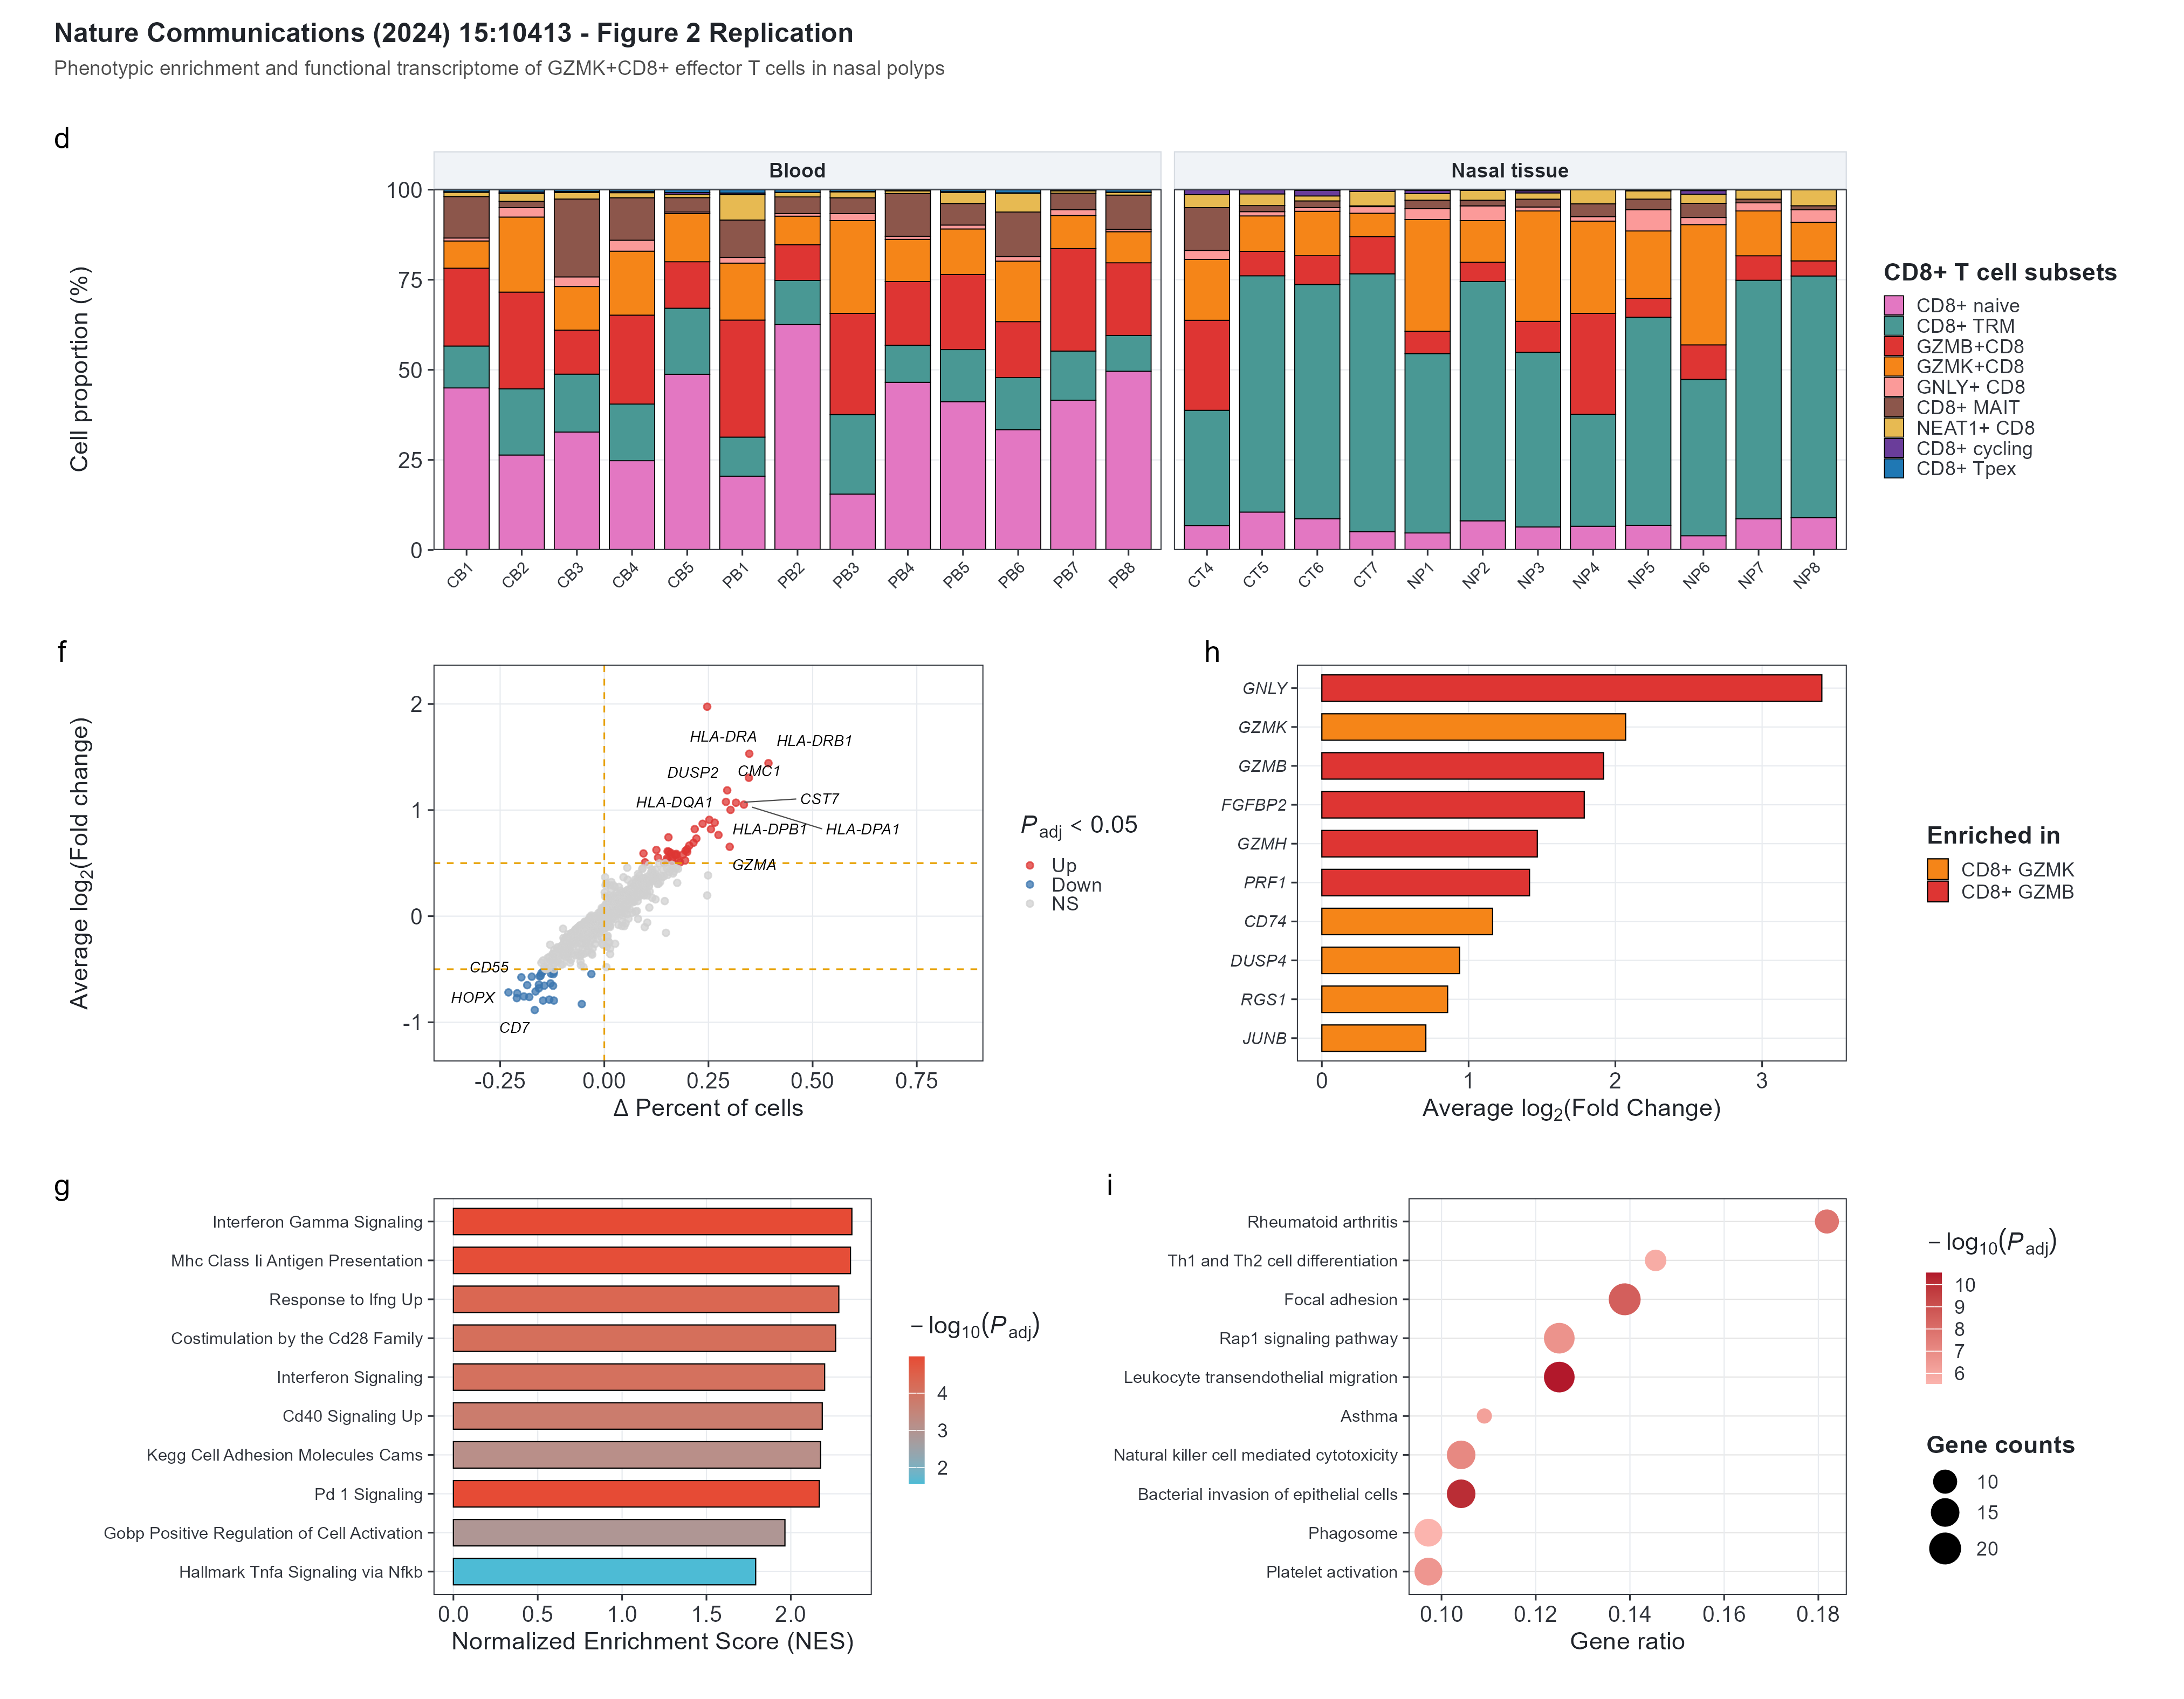 Nature Communications (2024) 15:10413 - Figure 2 Replication
Phenotypic enrichment and functional transcriptome of GZMK+CD8+ effector T cells in nasal polyps
d
Blood
Nasal tissue
Cell proportion (%)
100
75
50
25
0
CB1 CB2 CB3 CB4 CB5 PB1 PB2 PB3 PB4 PB5 PB6 PB7 PB8
CT4 CT5 CT6 CT7 NP1 NP2 NP3 NP4 NP5 NP6 NP7 NP8
CD8+ T cell subsets
CD8+ naive
CD8+ TRM
GZMB+CD8
GZMK+CD8
GNLY+ CD8
CD8+ MAIT
NEAT1+ CD8
CD8+ cycling
CD8+ Tpex
f
Average log2(Fold change)
2
1
0
-1
HLA-DRA
HLA-DRB1
DUSP2
CMC1
HLA-DQA1
CST7
HLA-DPB1
HLA-DPA1
GZMA
CD55
HOPX
CD7
-0.25 0.00 0.25 0.50 0.75
Δ Percent of cells
Padj < 0.05
Up
Down
NS
h
GNLY
GZMK
GZMB
FGFBP2
GZMH
PRF1
CD74
DUSP4
RGS1
JUNB
0 1 2 3
Average log2(Fold Change)
Enriched in
CD8+ GZMK
CD8+ GZMB
g
Interferon Gamma Signaling
Mhc Class Ii Antigen Presentation
Response to Ifng Up
Costimulation by the Cd28 Family
Interferon Signaling
Cd40 Signaling Up
Kegg Cell Adhesion Molecules Cams
Pd 1 Signaling
Gobp Positive Regulation of Cell Activation
Hallmark Tnfa Signaling via Nfkb
0.0 0.5 1.0 1.5 2.0
Normalized Enrichment Score (NES)
− log10(Padj)
4
3
2
i
Rheumatoid arthritis
Th1 and Th2 cell differentiation
Focal adhesion
Rap1 signaling pathway
Leukocyte transendothelial migration
Asthma
Natural killer cell mediated cytotoxicity
Bacterial invasion of epithelial cells
Phagosome
Platelet activation
0.10 0.12 0.14 0.16 0.18
Gene ratio
− log10(Padj)
10
9
8
7
6
Gene counts
10
15
20